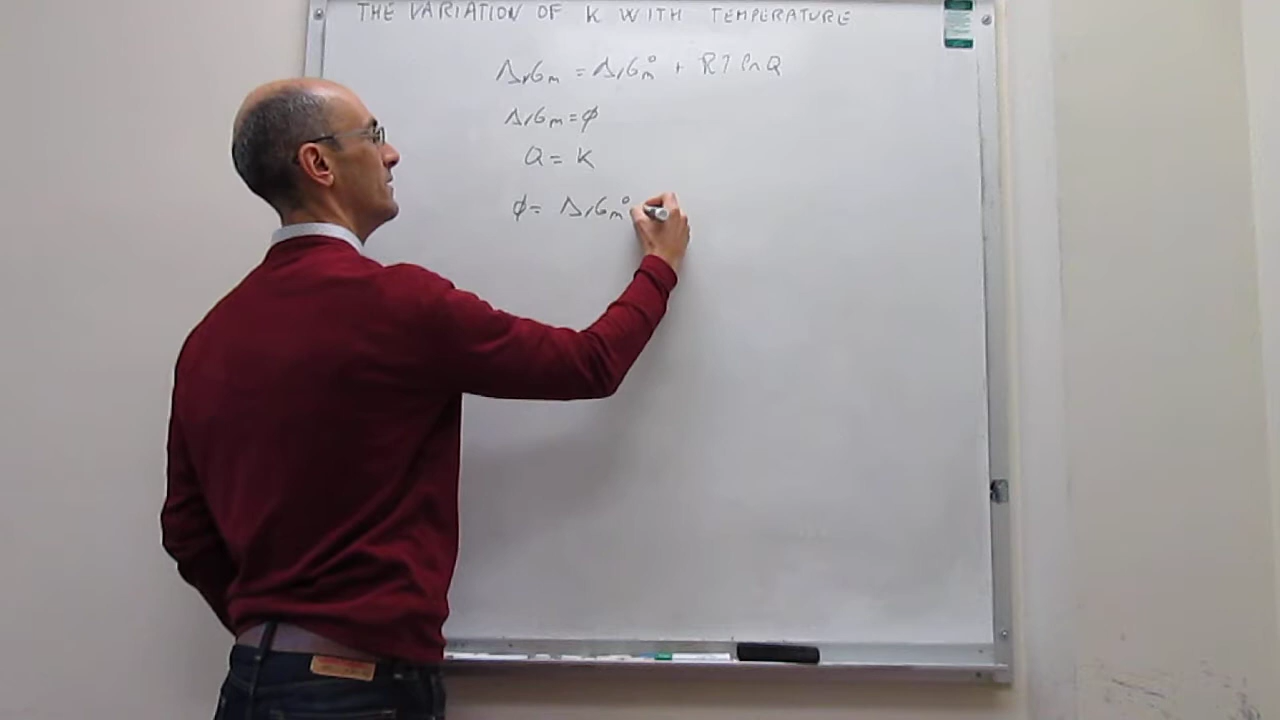 THE VARIATION OF K WITH TEMPERATURE
ΔrGm = ΔrGm° + RT ln Q
ΔrGm = ϕ
Q = K
ϕ = ΔrGm°